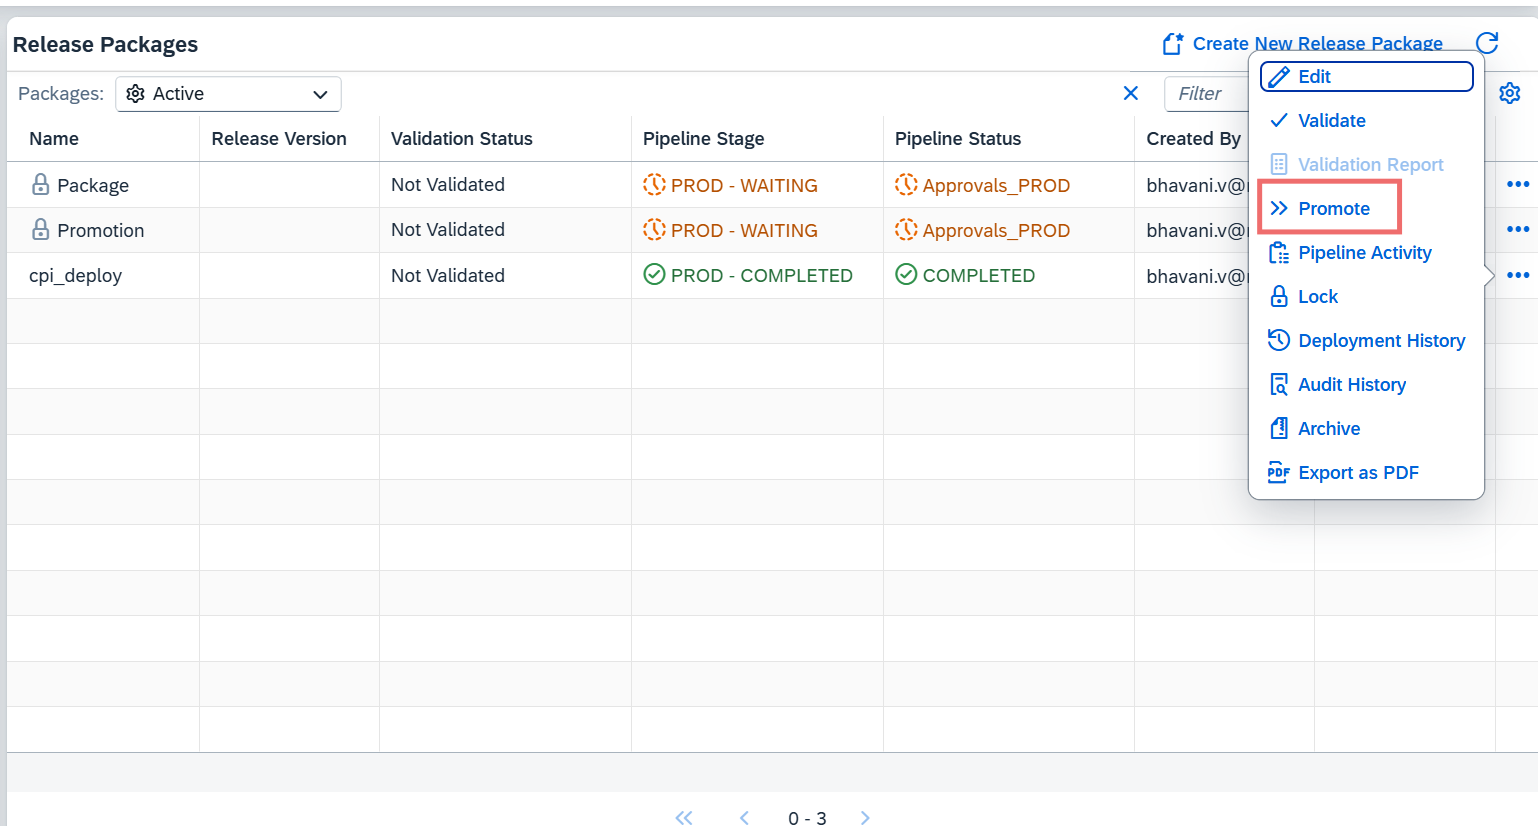 Release Packages
Create New Release Package
Packages: Active
Filter
Name Release Version Validation Status Pipeline Stage Pipeline Status Created By
Package Not Validated PROD - WAITING Approvals_PROD bhavani.v@
Promotion Not Validated PROD - WAITING Approvals_PROD bhavani.v@
cpi_deploy Not Validated PROD - COMPLETED COMPLETED bhavani.v@
Edit
Validate
Validation Report
Promote
Pipeline Activity
Lock
Deployment History
Audit History
Archive
PDF Export as PDF
0 - 3